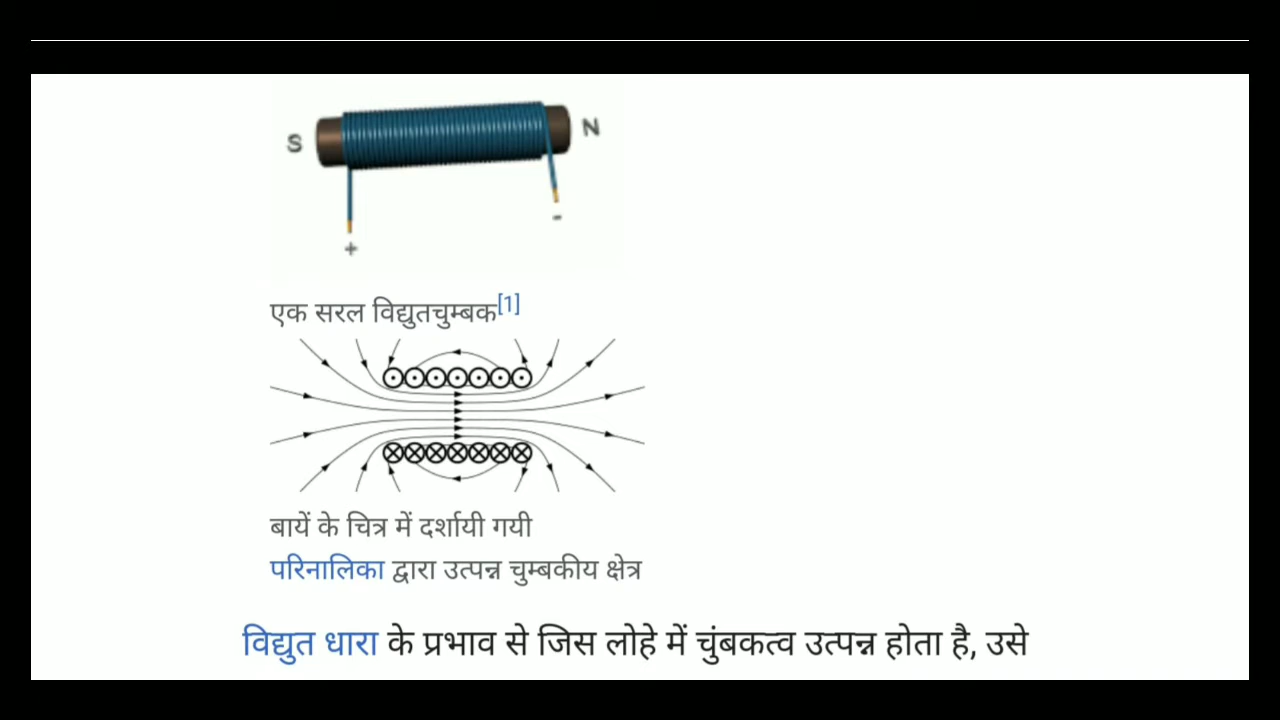 S
N
-
+
एक सरल विद्युतचुम्बक[1]
बायें के चित्र में दर्शायी गयी
परिनालिका द्वारा उत्पन्न चुम्बकीय क्षेत्र
विद्युत धारा के प्रभाव से जिस लोहे में चुंबकत्व उत्पन्न होता है, उसे